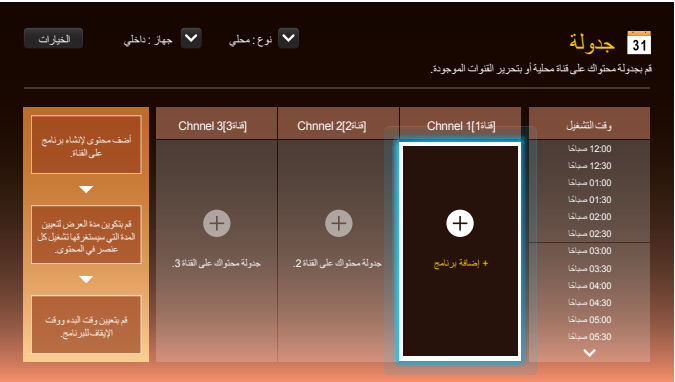 31 جدولة
نوع : محلي
جهاز : داخلي
الخيارات
قم بجدولة محتواك على قناة محلية أو بتحرير القنوات الموجودة.
وقت التشغيل
12:00 صباحًا
12:30 صباحًا
01:00 صباحًا
01:30 صباحًا
02:00 صباحًا
02:30 صباحًا
03:00 صباحًا
03:30 صباحًا
04:00 صباحًا
04:30 صباحًا
05:00 صباحًا
05:30 صباحًا
Chnnel 1[قناة1]
+ إضافة برنامج
Chnnel 2[قناة2]
جدولة محتواك على القناة 2.
Chnnel 3[قناة3]
جدولة محتواك على القناة 3.
أضف محتوى لإنشاء برنامج
على القناة.
قم بتكوين مدة العرض لتعيين
المدة التي سيستغرقها تشغيل كل
عنصر في المحتوى.
قم بتعيين وقت البدء ووقت
الإيقاف للبرنامج.